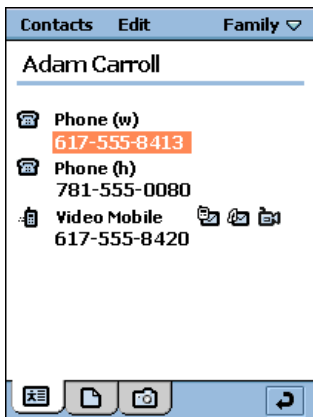 Contacts Edit Family
Adam Carroll
Phone (w)
617-555-8413
Phone (h)
781-555-0080
Video Mobile
617-555-8420